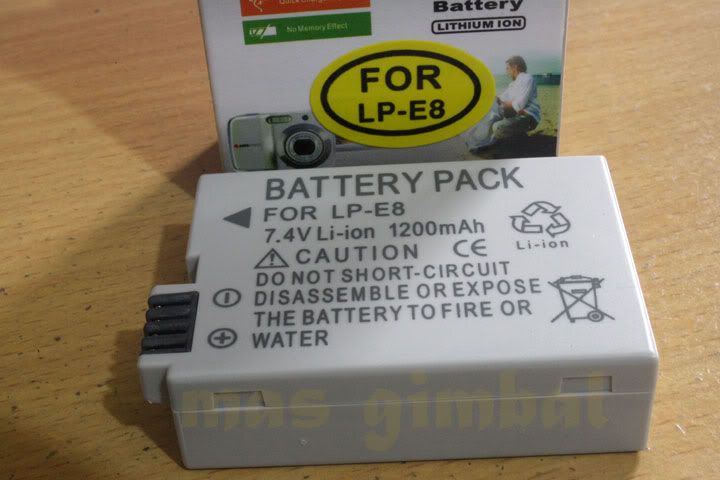 Quick Charge
No Memory Effect
Battery
LITHIUM ION
FOR
LP-E8
BATTERY PACK
FOR LP-E8
7.4V Li-ion 1200mAh
CAUTION CE
Li-ion
DO NOT SHORT-CIRCUIT
DISASSEMBLE OR EXPOSE
THE BATTERY TO FIRE OR
WATER
mas gimbal